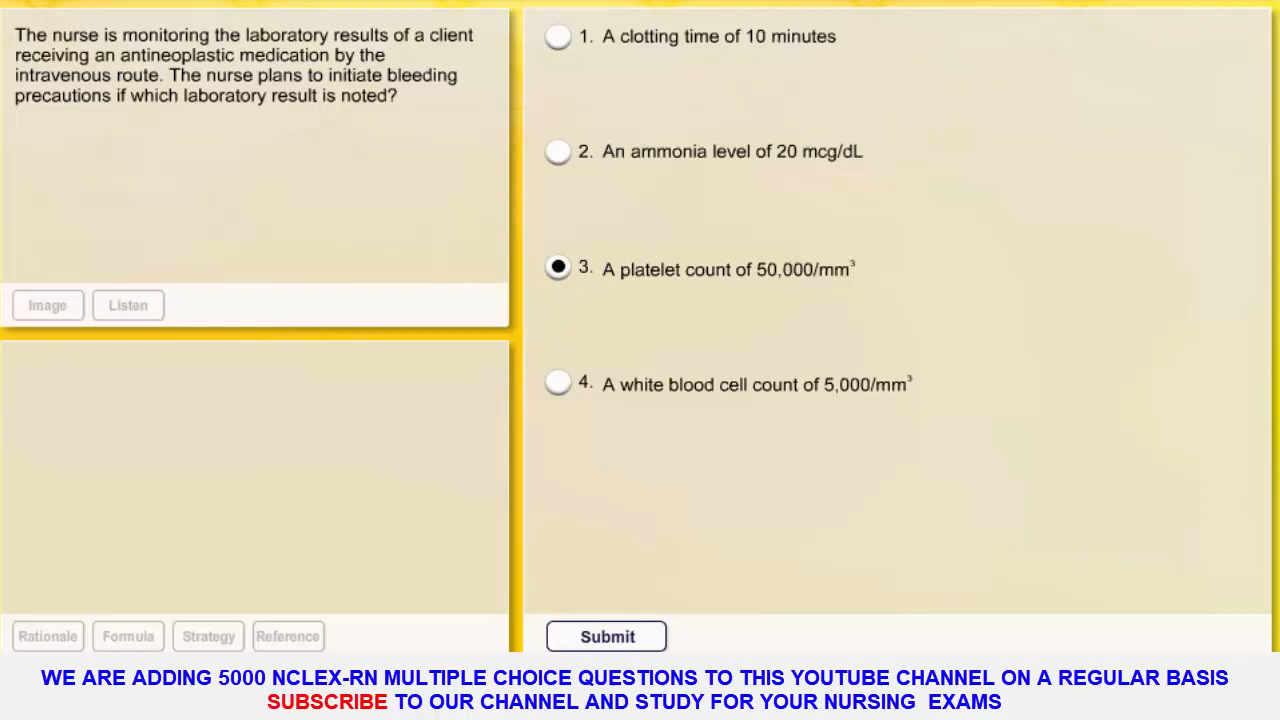 The nurse is monitoring the laboratory results of a client
receiving an antineoplastic medication by the
intravenous route. The nurse plans to initiate bleeding
precautions if which laboratory result is noted?
Image Listen
1. A clotting time of 10 minutes
2. An ammonia level of 20 mcg/dL
3. A platelet count of 50,000/mm³
4. A white blood cell count of 5,000/mm³
Rationale Formula Strategy Reference
Submit
WE ARE ADDING 5000 NCLEX-RN MULTIPLE CHOICE QUESTIONS TO THIS YOUTUBE CHANNEL ON A REGULAR BASIS
SUBSCRIBE TO OUR CHANNEL AND STUDY FOR YOUR NURSING EXAMS